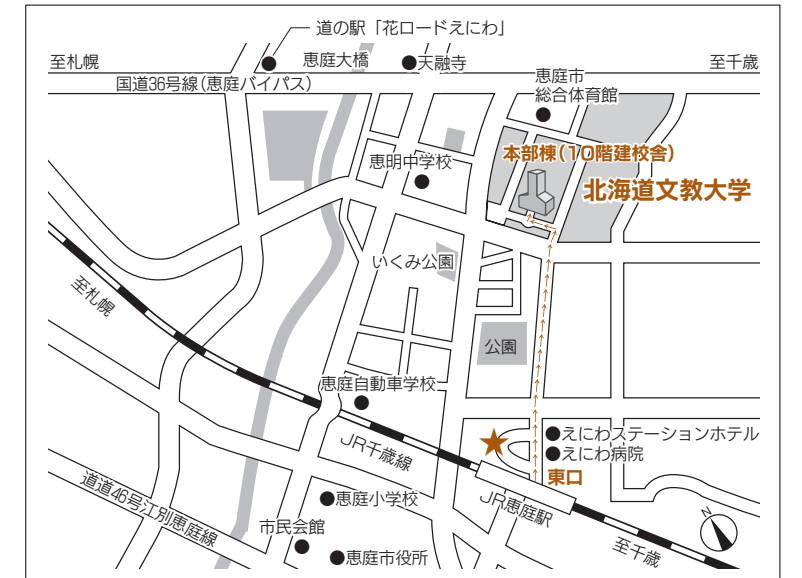 道の駅「花ロードえにわ」
至札幌
恵庭大橋
天融寺
至千歳
国道36号線(恵庭バイパス)
恵庭市
総合体育館
本部棟(10階建校舎)
恵明中学校
北海道文教大学
いくみ公園
至札幌
公園
恵庭自動車学校
JR千歳線
えにわステーションホテル
えにわ病院
東口
JR恵庭駅
道道46号江別恵庭線
恵庭小学校
市民会館
恵庭市役所
至千歳
N